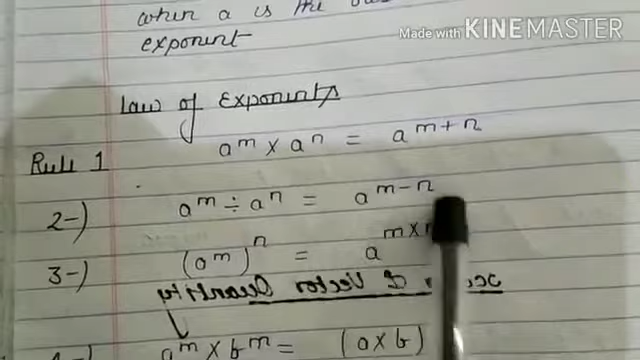 when a is the
exponent
Made with KINEMASTER
Law of Exponents
Rule 1 a^m × a^n = a^m+n
2-) a^m ÷ a^n = a^m-n
3-) (a^m)^n = a^m×
Vector Quantity
a^m × b^m = (a × b)